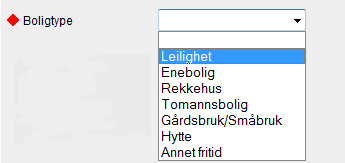 Boligtype
Leilighet
Enebolig
Rekkehus
Tomannsbolig
Gårdsbruk/Småbruk
Hytte
Annet fritid